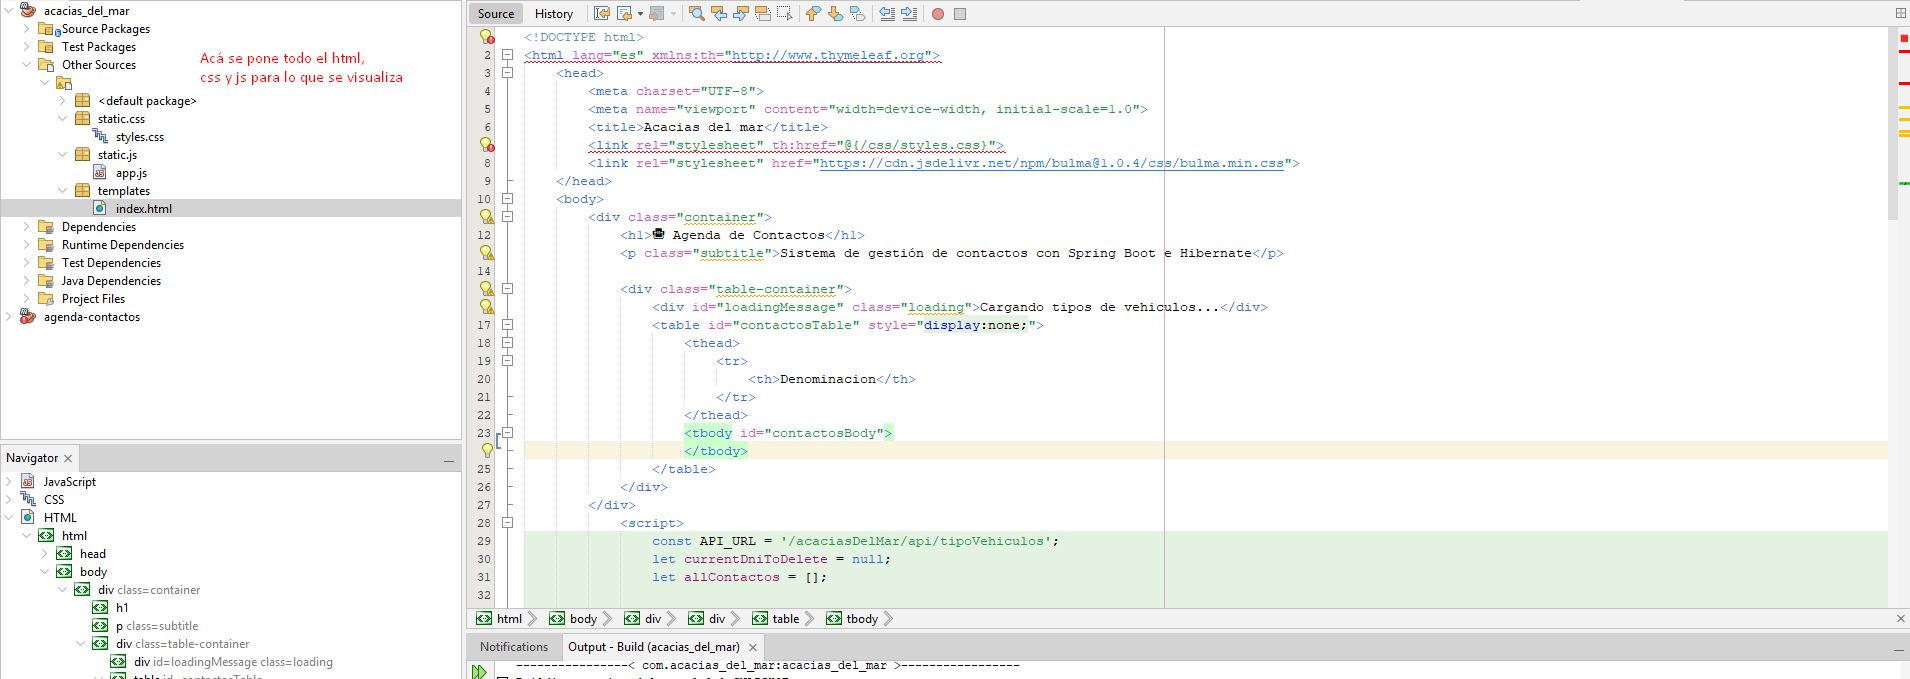 acacias_del_mar
Source Packages
Test Packages
Other Sources
<default package>
static.css
styles.css
static.js
app.js
templates
index.html
Dependencies
Runtime Dependencies
Test Dependencies
Java Dependencies
Project Files
agenda-contactos
Acá se pone todo el html,
css y js para lo que se visualiza
Navigator
JavaScript
CSS
HTML
html
head
body
div class=container
h1
p class=subtitle
div class=table-container
div id=loadingMessage class=loading
Source History
<!DOCTYPE html>
2 <html lang="es" xmlns:th="http://www.thymeleaf.org">
3 <head>
4 <meta charset="UTF-8">
5 <meta name="viewport" content="width=device-width, initial-scale=1.0">
6 <title>Acacias del mar</title>
<link rel="stylesheet" th:href="@{/css/styles.css}">
8 <link rel="stylesheet" href="https://cdn.jsdelivr.net/npm/bulma@1.0.4/css/bulma.min.css">
9 </head>
10 <body>
<div class="container">
12 <h1>☎ Agenda de Contactos</h1>
<p class="subtitle">Sistema de gestión de contactos con Spring Boot e Hibernate</p>
14
<div class="table-container">
<div id="loadingMessage" class="loading">Cargando tipos de vehiculos...</div>
17 <table id="contactosTable" style="display:none;">
18 <thead>
19 <tr>
20 <th>Denominacion</th>
21 </tr>
22 </thead>
23 <tbody id="contactosBody">
</tbody>
25 </table>
26 </div>
27 </div>
28 <script>
29 const API_URL = '/acaciasDelMar/api/tipoVehiculos';
30 let currentDniToDelete = null;
31 let allContactos = [];
32
html body div div table tbody
Notifications Output - Build (acacias_del_mar)
-----------------< com.acacias_del_mar:acacias_del_mar >------------------